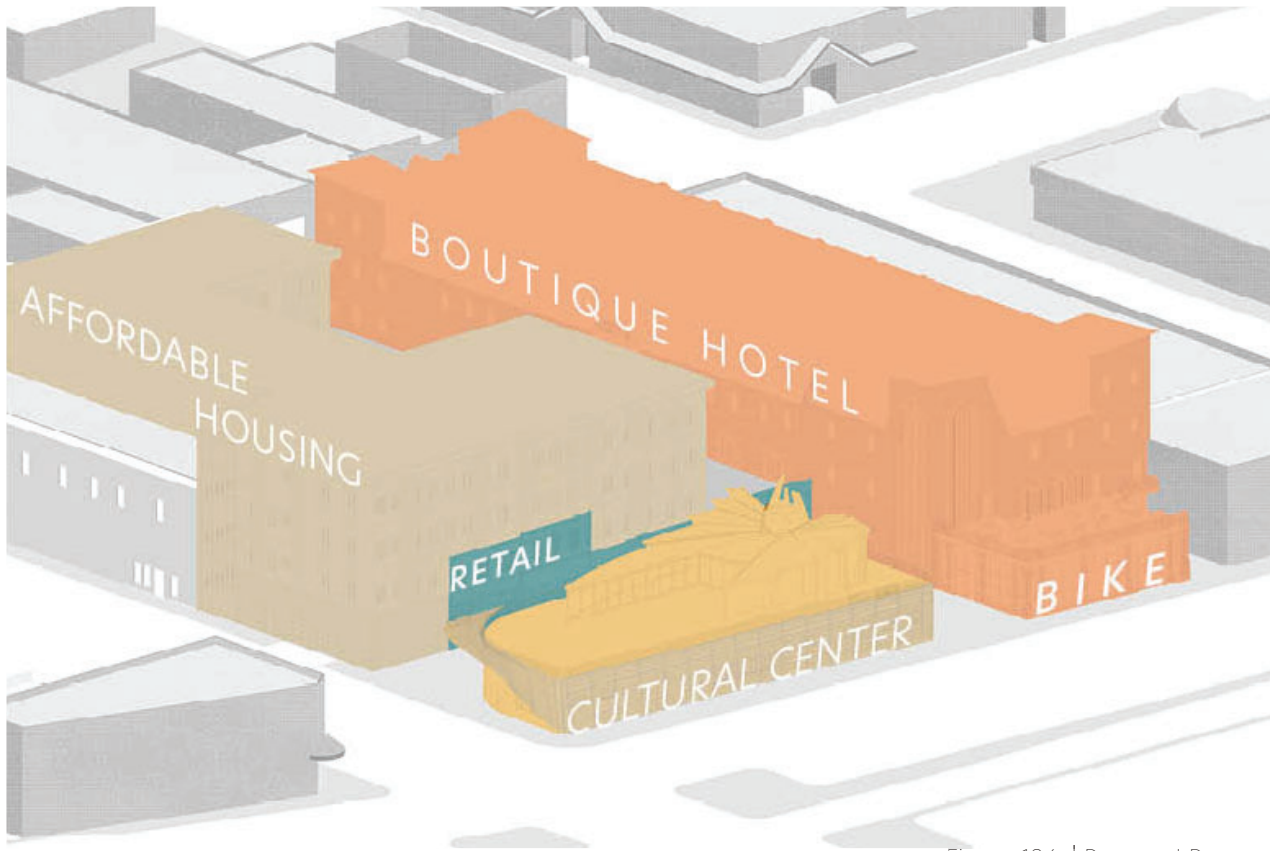 BOUTIQUE HOTEL
AFFORDABLE
HOUSING
RETAIL
BIKE
CULTURAL CENTER